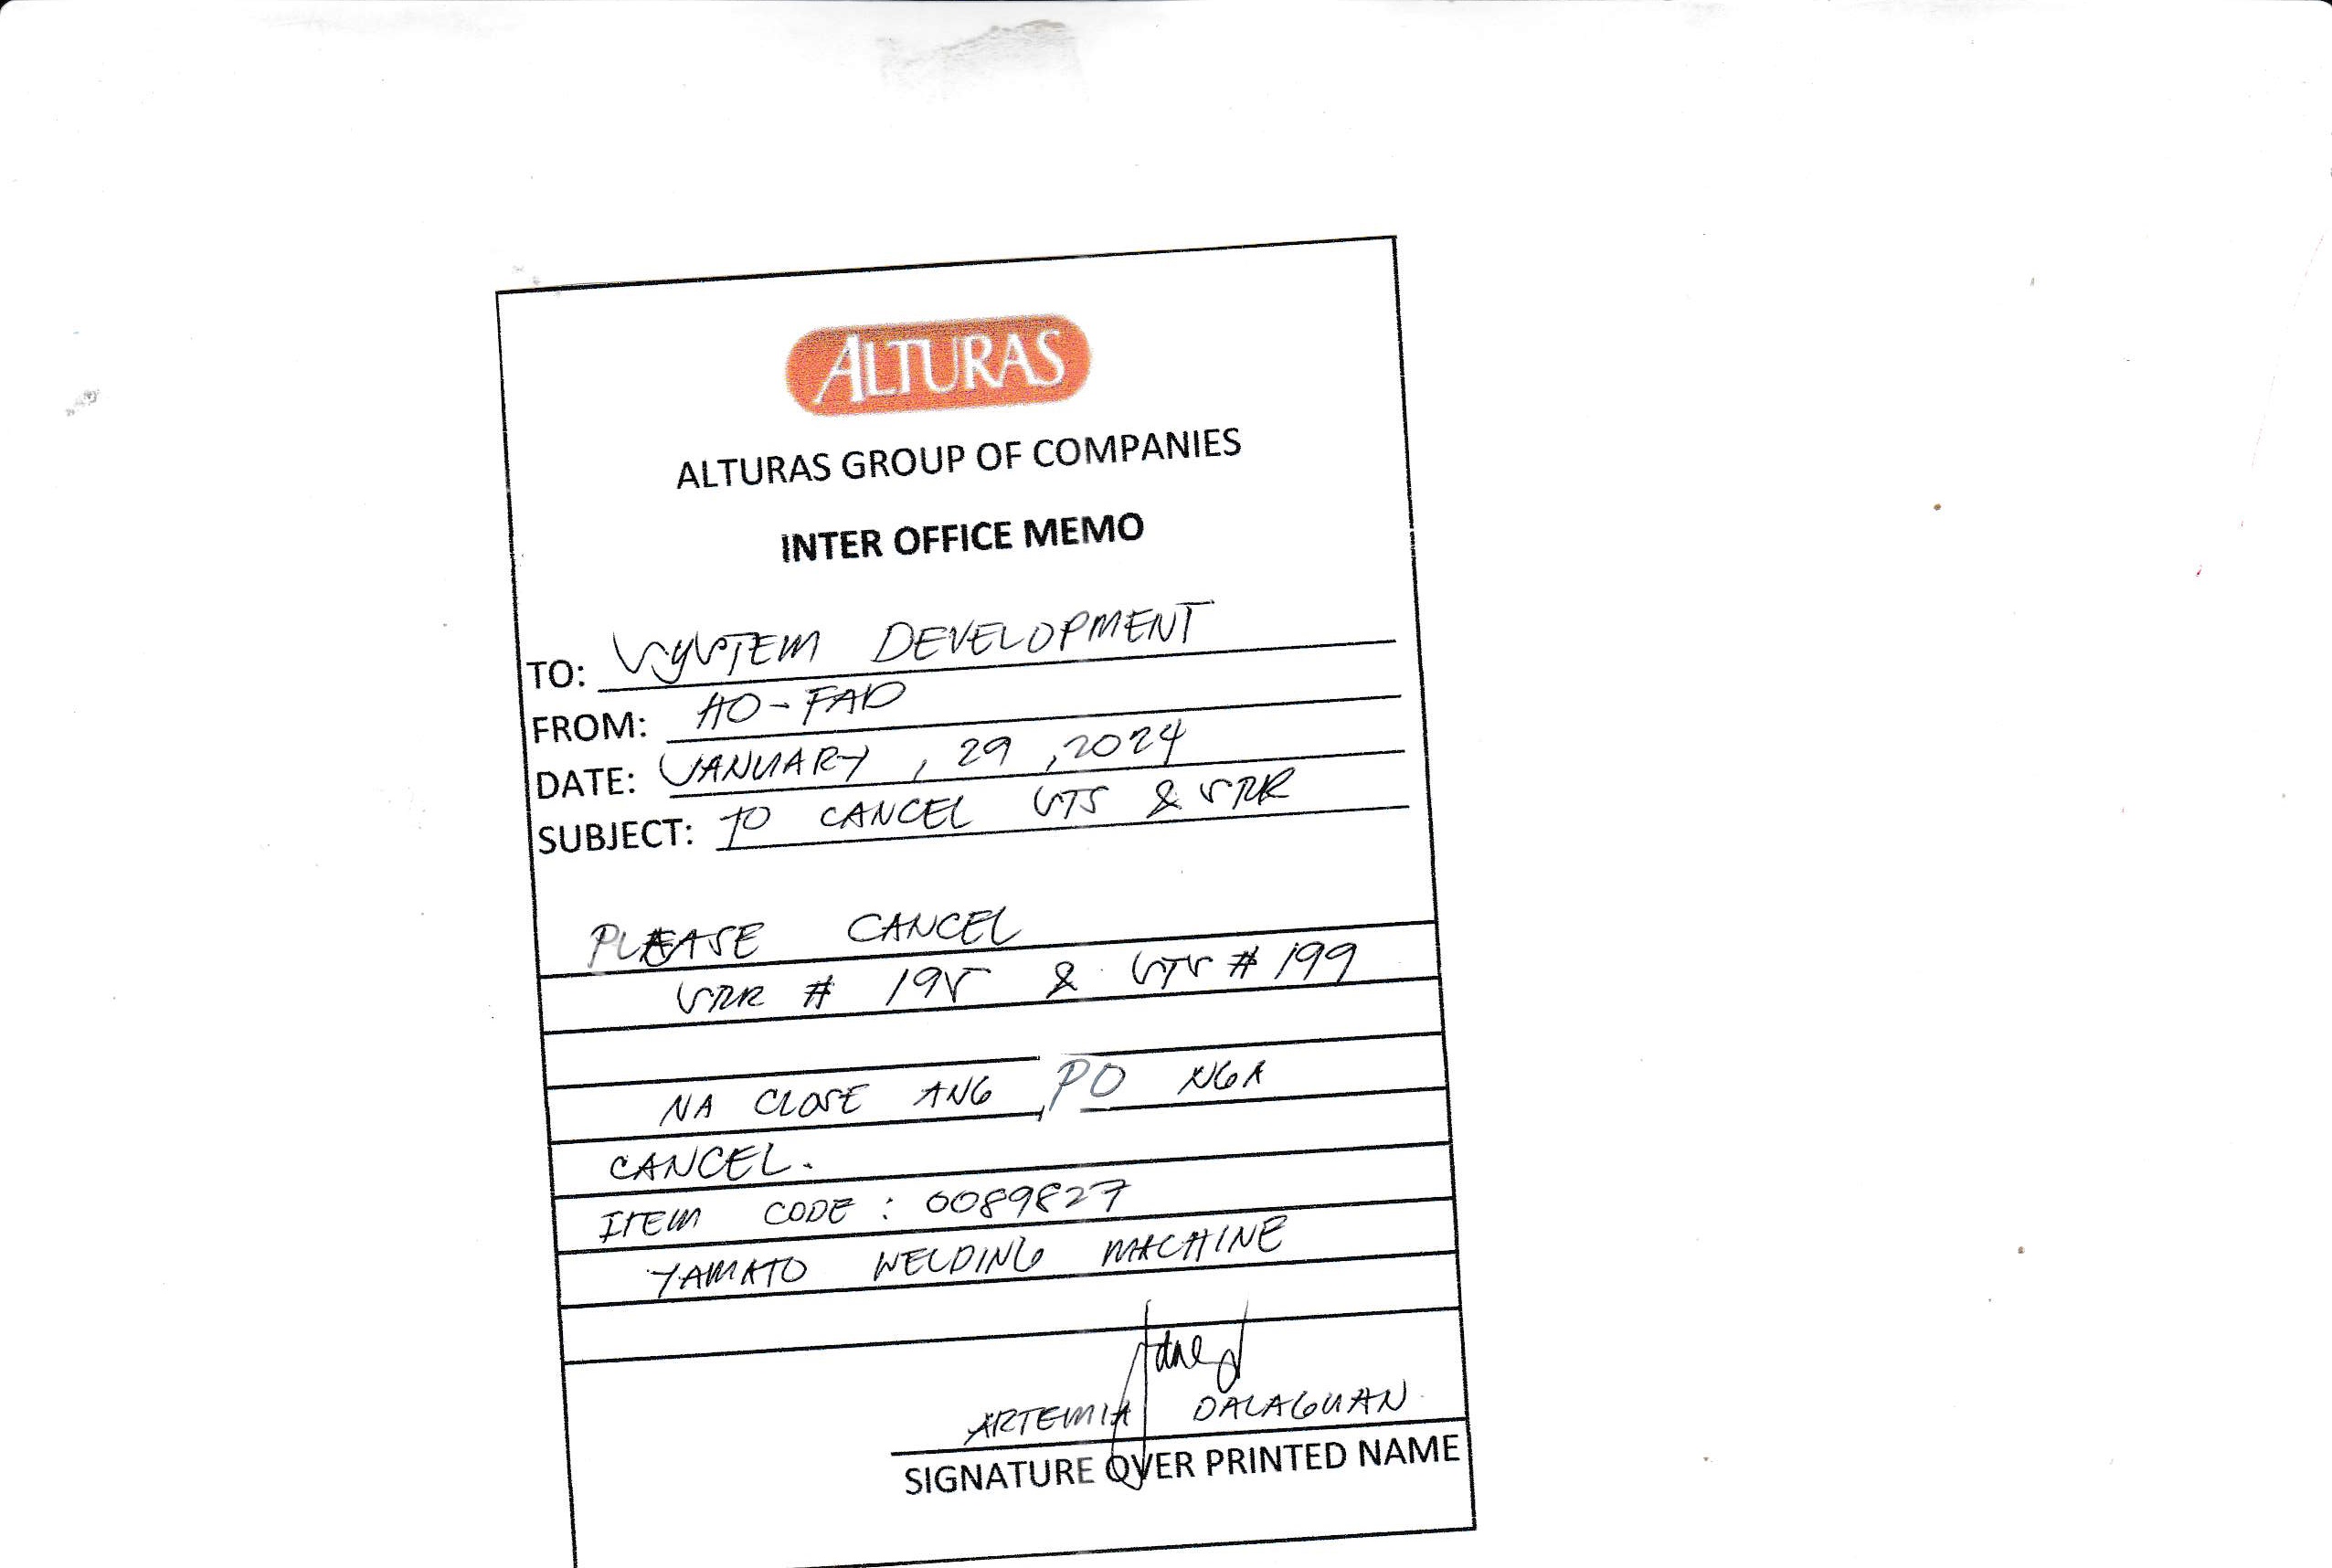 ALTURAS
ALTURAS GROUP OF COMPANIES
INTER OFFICE MEMO
TO: SYSTEM DEVELOPMENT
FROM: HO-FAD
DATE: JANUARY , 29 , 2024
SUBJECT: TO CANCEL STS & SRR
PLEASE CANCEL
SRR # 195 & STS # 199
NA CLOSE ANG PO NGA
CANCEL.
ITEM CODE : 0089827
YAMATO WELDING MACHINE
ARTEMIA DALAGUAN
SIGNATURE OVER PRINTED NAME